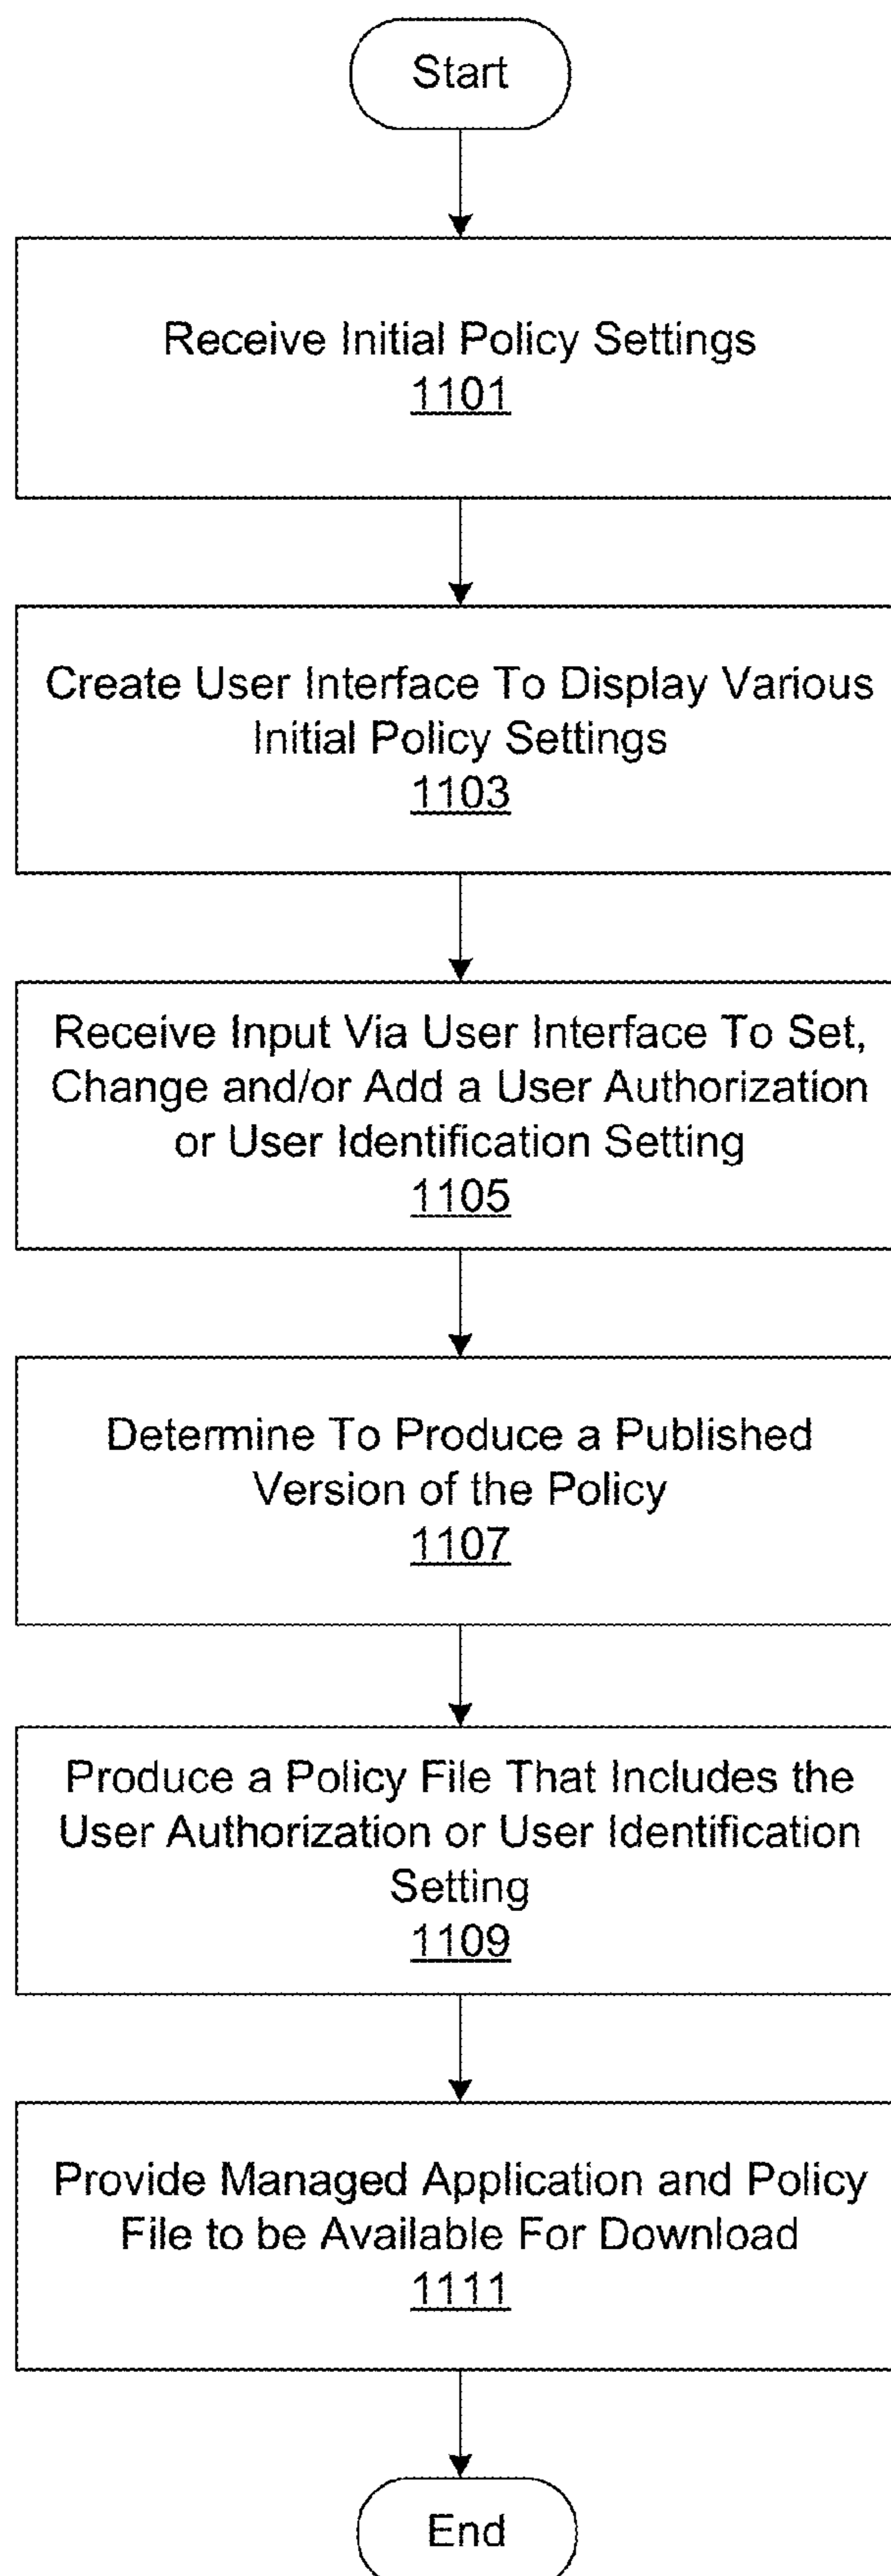 Start
Receive Initial Policy Settings
1101
Create User Interface To Display Various
Initial Policy Settings
1103
Receive Input Via User Interface To Set,
Change and/or Add a User Authorization
or User Identification Setting
1105
Determine To Produce a Published
Version of the Policy
1107
Produce a Policy File That Includes the
User Authorization or User Identification
Setting
1109
Provide Managed Application and Policy
File to be Available For Download
1111
End